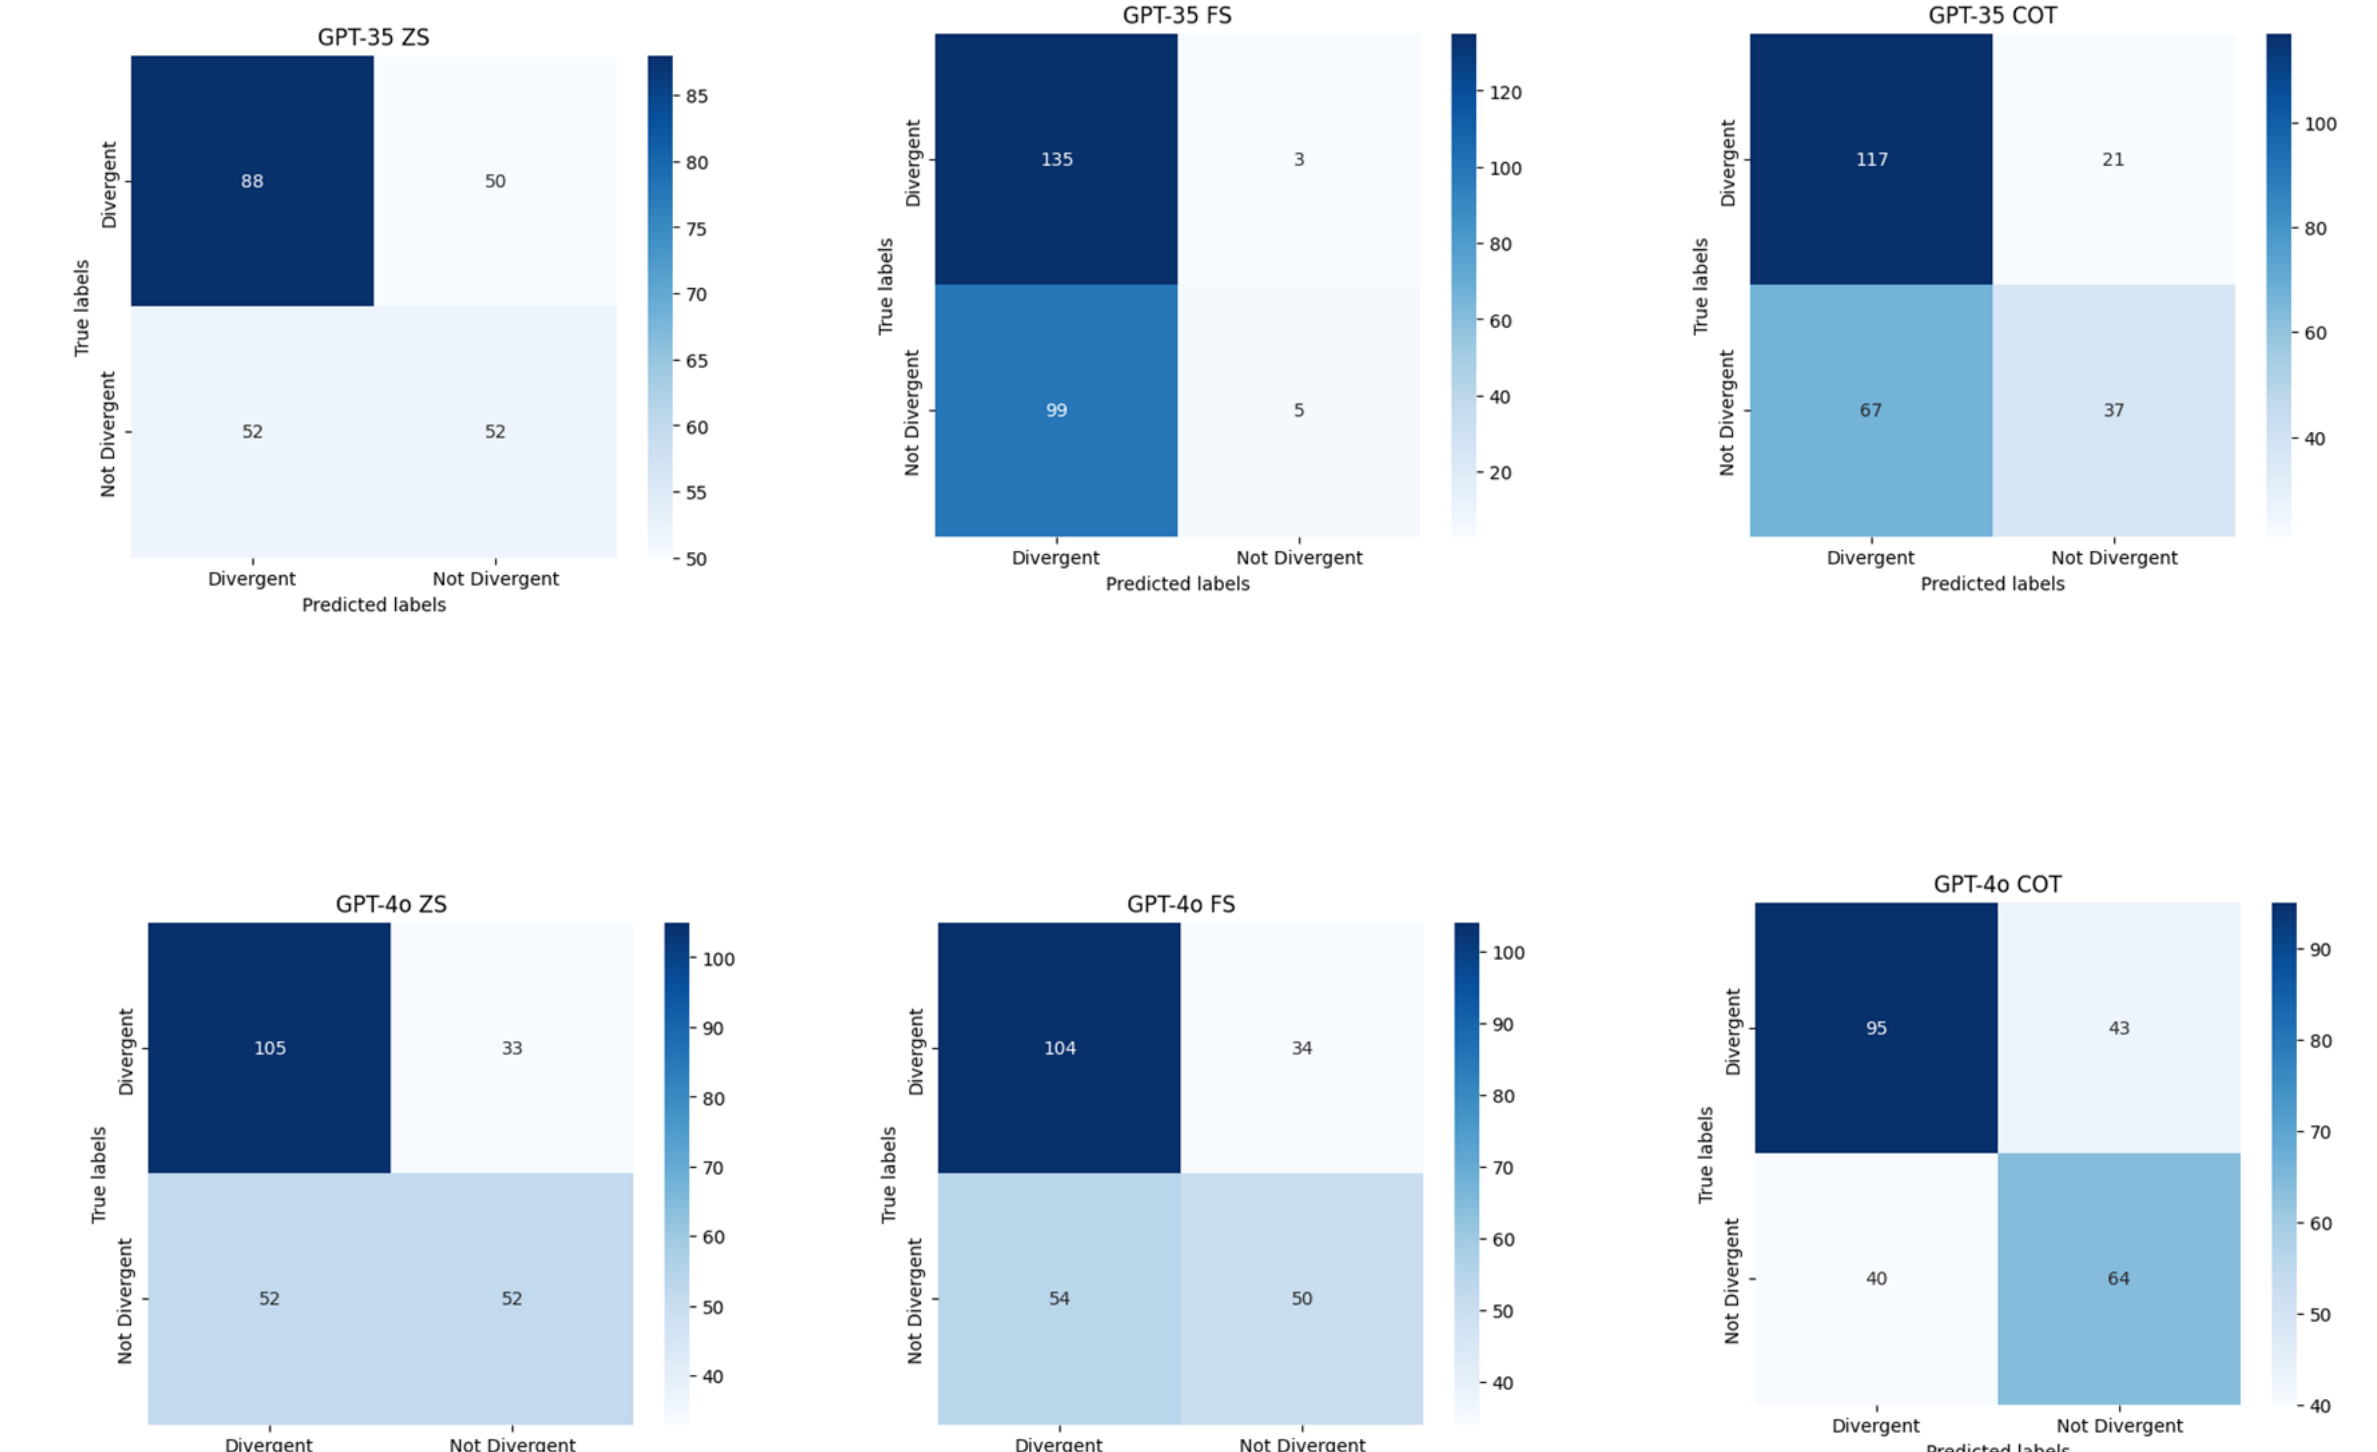 GPT-35 ZS
Divergent
Not Divergent
True labels
88
50
52
52
Divergent
Not Divergent
Predicted labels
85
80
75
70
65
60
55
50
GPT-35 FS
Divergent
Not Divergent
True labels
135
3
99
5
Divergent
Not Divergent
Predicted labels
120
100
80
60
40
20
GPT-35 COT
Divergent
Not Divergent
True labels
117
21
67
37
Divergent
Not Divergent
Predicted labels
100
80
60
40
GPT-4o ZS
Divergent
Not Divergent
True labels
105
33
52
52
Divergent
Not Divergent
100
90
80
70
60
50
40
GPT-4o FS
Divergent
Not Divergent
True labels
104
34
54
50
Divergent
Not Divergent
100
90
80
70
60
50
40
GPT-4o COT
Divergent
Not Divergent
True labels
95
43
40
64
Divergent
Not Divergent
Predicted labels
90
80
70
60
50
40